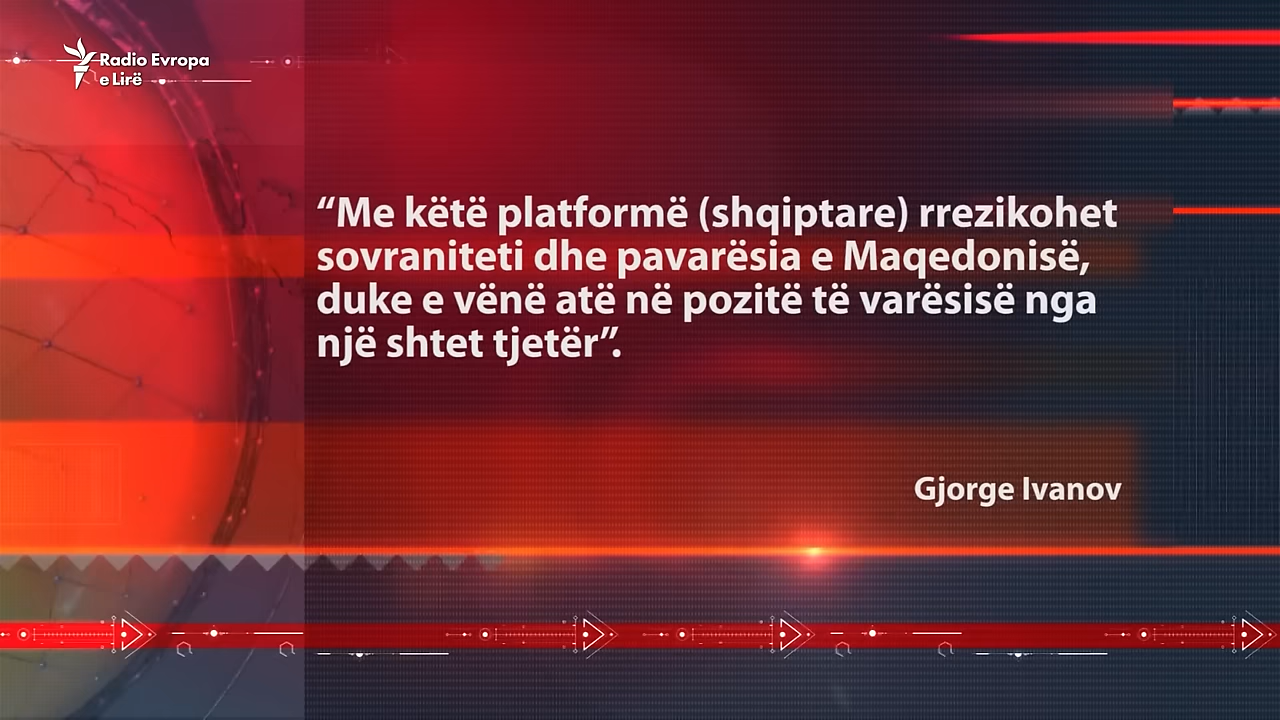 Radio Evropa
e Lirë
“Me këtë platformë (shqiptare) rrezikohet
sovraniteti dhe pavarësia e Maqedonisë,
duke e vënë atë në pozitë të varësisë nga
një shtet tjetër”.
Gjorge Ivanov